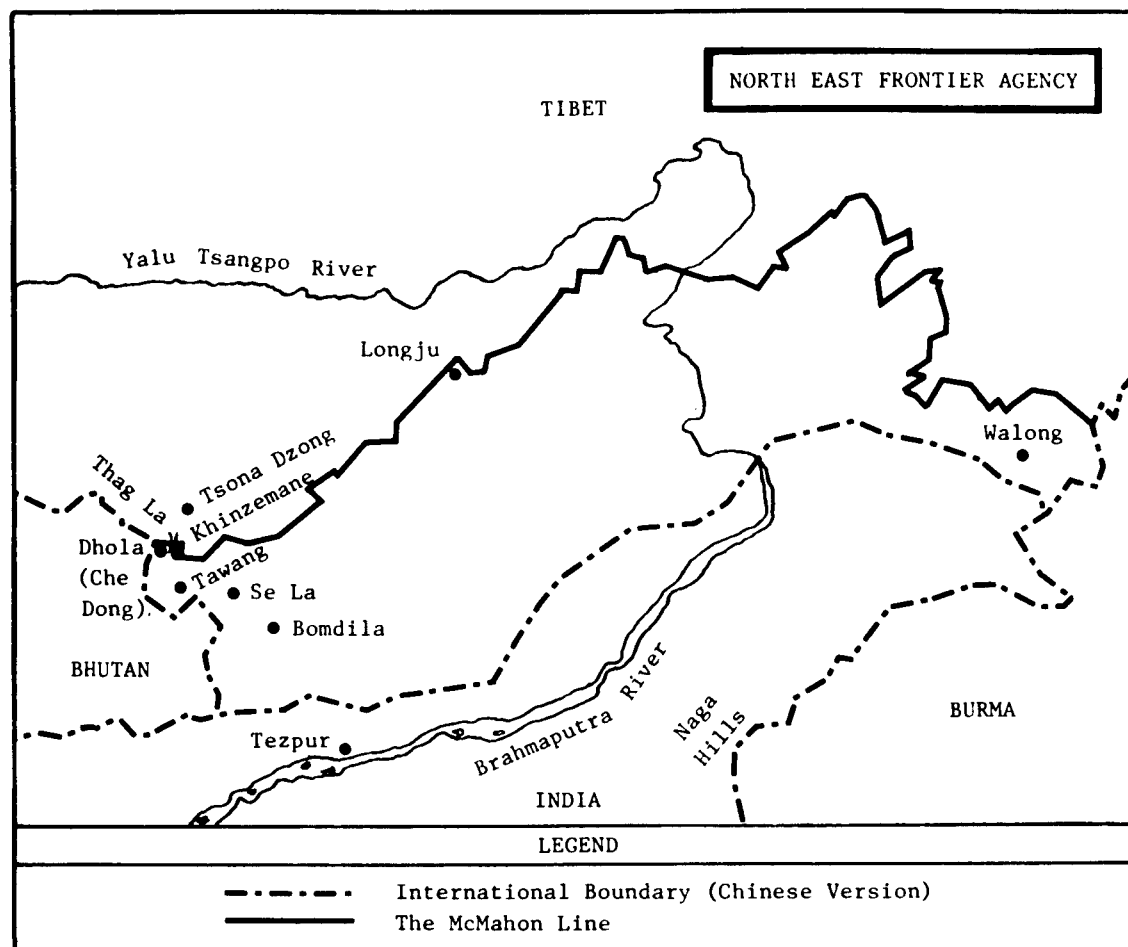 NORTH EAST FRONTIER AGENCY
TIBET
Yalu Tsangpo River
Longju
Walong
Thag La
Tsona Dzong
Khinzemane
Dhola
(Che
Dong)
Tawang
Se La
Bomdila
BHUTAN
Tezpur
Brahmaputra River
Naga
Hills
BURMA
INDIA
LEGEND
International Boundary (Chinese Version)
The McMahon Line